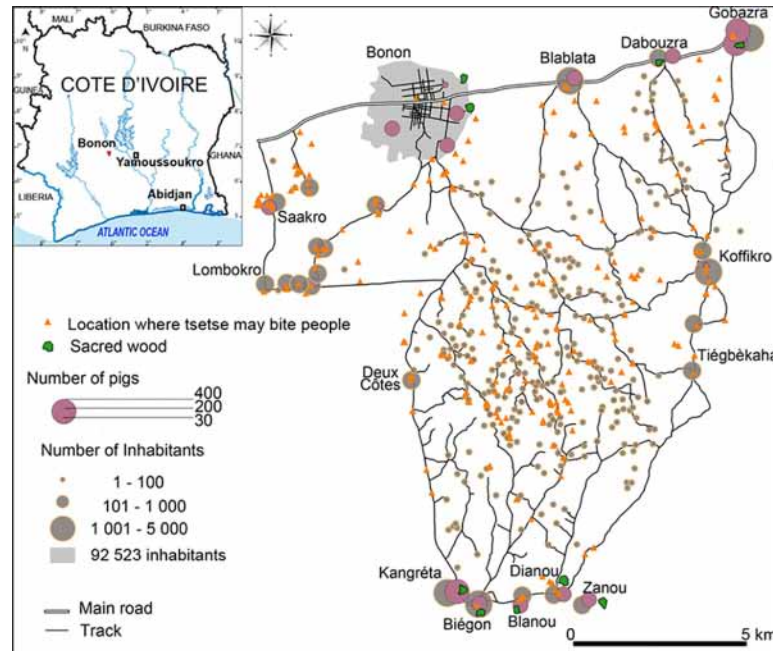 MALI
BURKINA FASO
GUINEA
COTE D'IVOIRE
Bonon
Yamoussoukro
GHANA
LIBERIA
Abidjan
ATLANTIC OCEAN
N
Gobazra
Bonon
Blablata
Dabouzra
Saakro
Koffikro
Lombokro
Tiégbèkaha
Deux
Côtes
Location where tsetse may bite people
Sacred wood
Number of pigs
400
200
30
Number of Inhabitants
1 - 100
101 - 1 000
1 001 - 5 000
92 523 inhabitants
Main road
Track
Kangréta
Dianou
Zanou
Biégon
Blanou
0
5 km